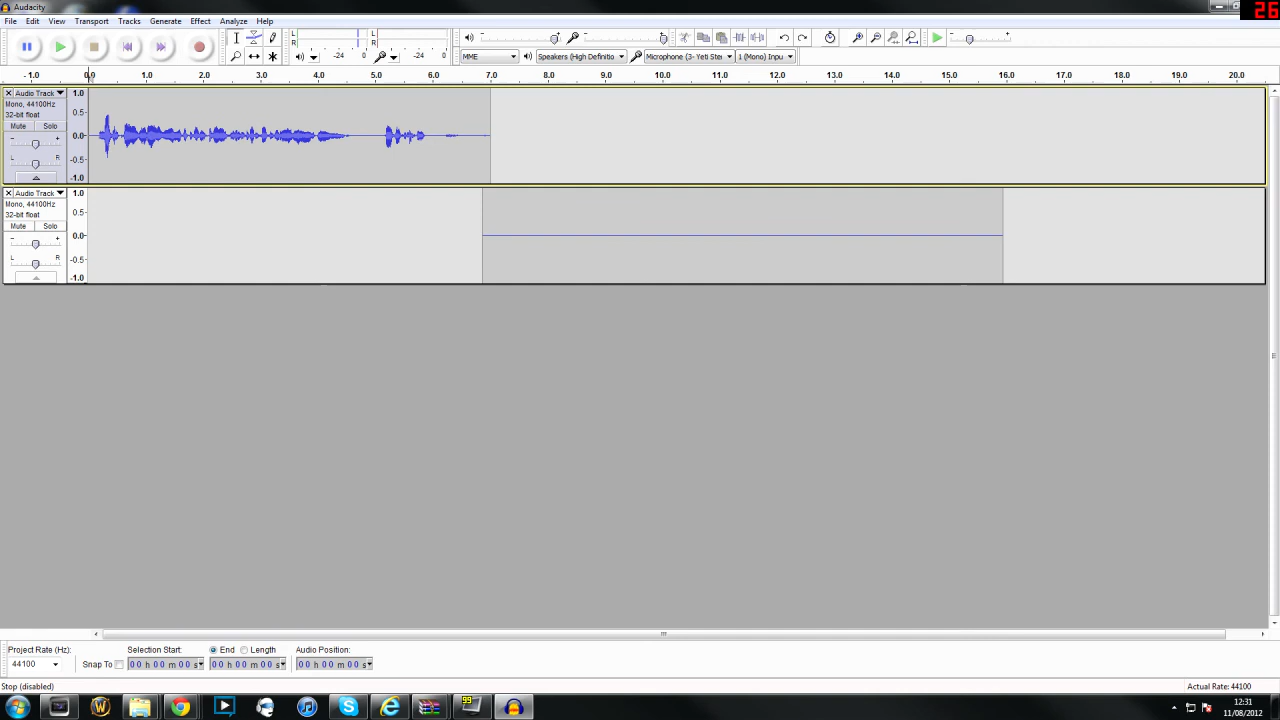 Audacity
26
File Edit View Transport Tracks Generate Effect Analyze Help
L R -24 0 L R -24 0
MME Speakers (High Definitio Microphone (3- Yeti Ster 1 (Mono) Inpu
-1.0 0.0 1.0 2.0 3.0 4.0 5.0 6.0 7.0 8.0 9.0 10.0 11.0 12.0 13.0 14.0 15.0 16.0 17.0 18.0 19.0 20.0
Audio Track 1.0
Mono, 44100Hz
32-bit float 0.5
Mute Solo
- + 0.0
L R -0.5
-1.0
Audio Track 1.0
Mono, 44100Hz
32-bit float 0.5
Mute Solo
- + 0.0
L R -0.5
-1.0
Project Rate (Hz): Selection Start: End Length Audio Position:
44100 Snap To 00 h 00 m 00 s 00 h 00 m 00 s 00 h 00 m 00 s
Stop (disabled) Actual Rate: 44100
99
12:31
11/08/2012